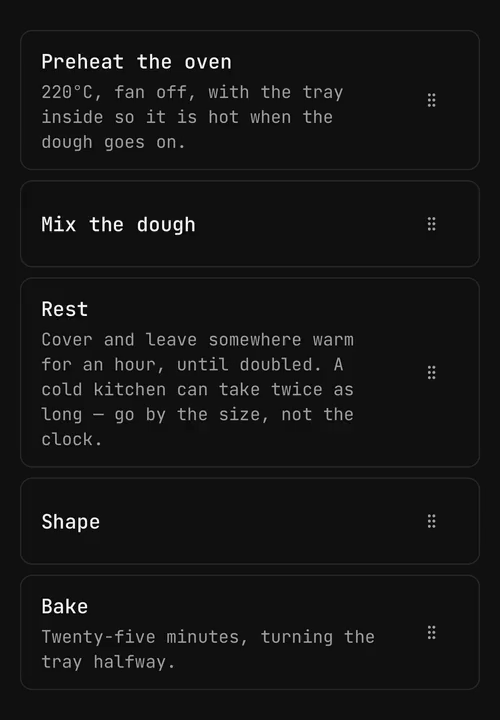 Preheat the oven
220°C, fan off, with the tray
inside so it is hot when the
dough goes on.
Mix the dough
Rest
Cover and leave somewhere warm
for an hour, until doubled. A
cold kitchen can take twice as
long — go by the size, not the
clock.
Shape
Bake
Twenty-five minutes, turning the
tray halfway.